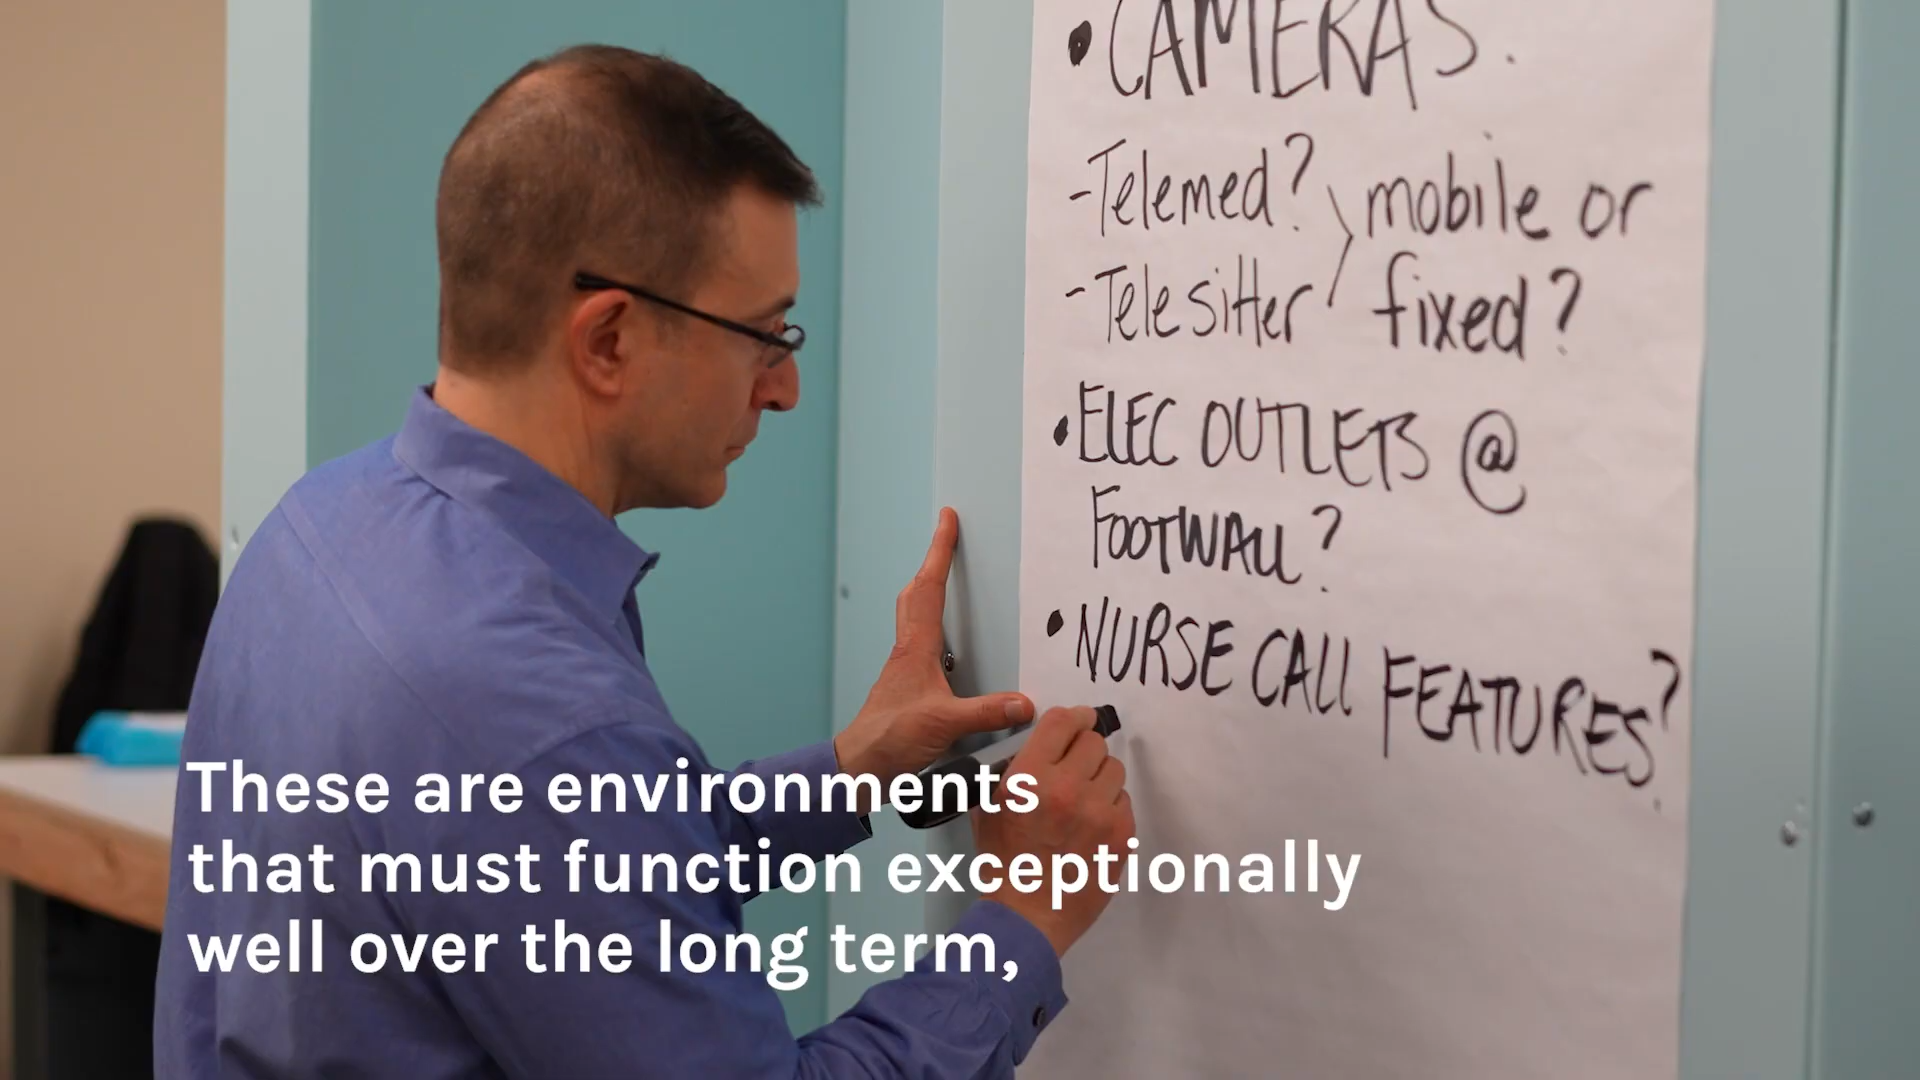 • CAMERAS.
- Telemed? mobile or
- Telesitter fixed?
• ELEC OUTLETS @
FOOTWALL?
• NURSE CALL FEATURES?
These are environments
that must function exceptionally
well over the long term,